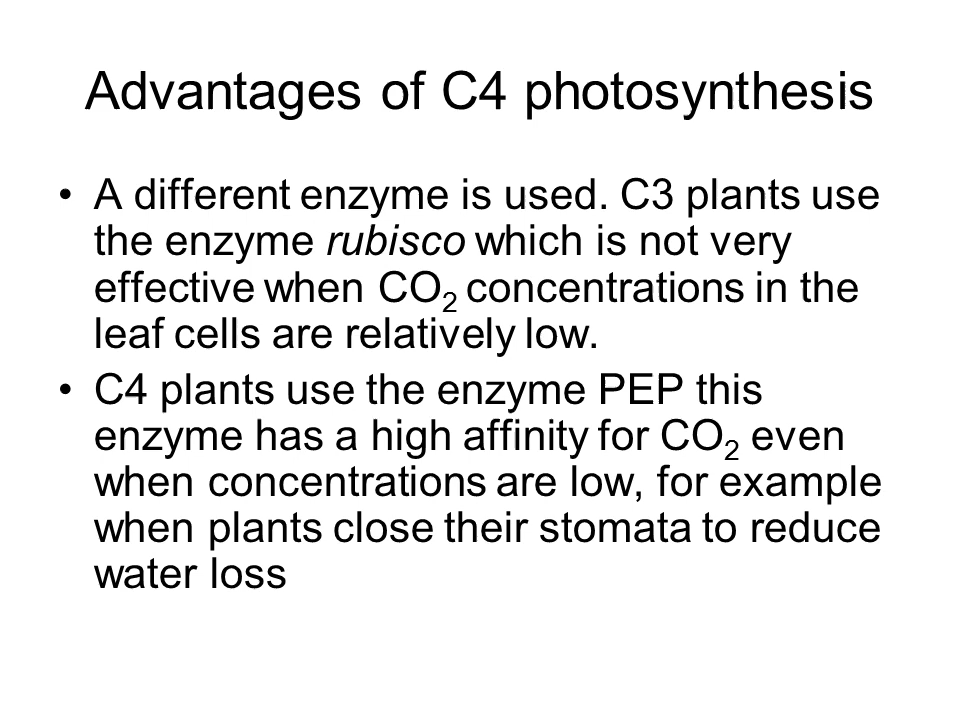 Advantages of C4 photosynthesis
• A different enzyme is used. C3 plants use
the enzyme rubisco which is not very
effective when CO₂ concentrations in the
leaf cells are relatively low.
• C4 plants use the enzyme PEP this
enzyme has a high affinity for CO₂ even
when concentrations are low, for example
when plants close their stomata to reduce
water loss